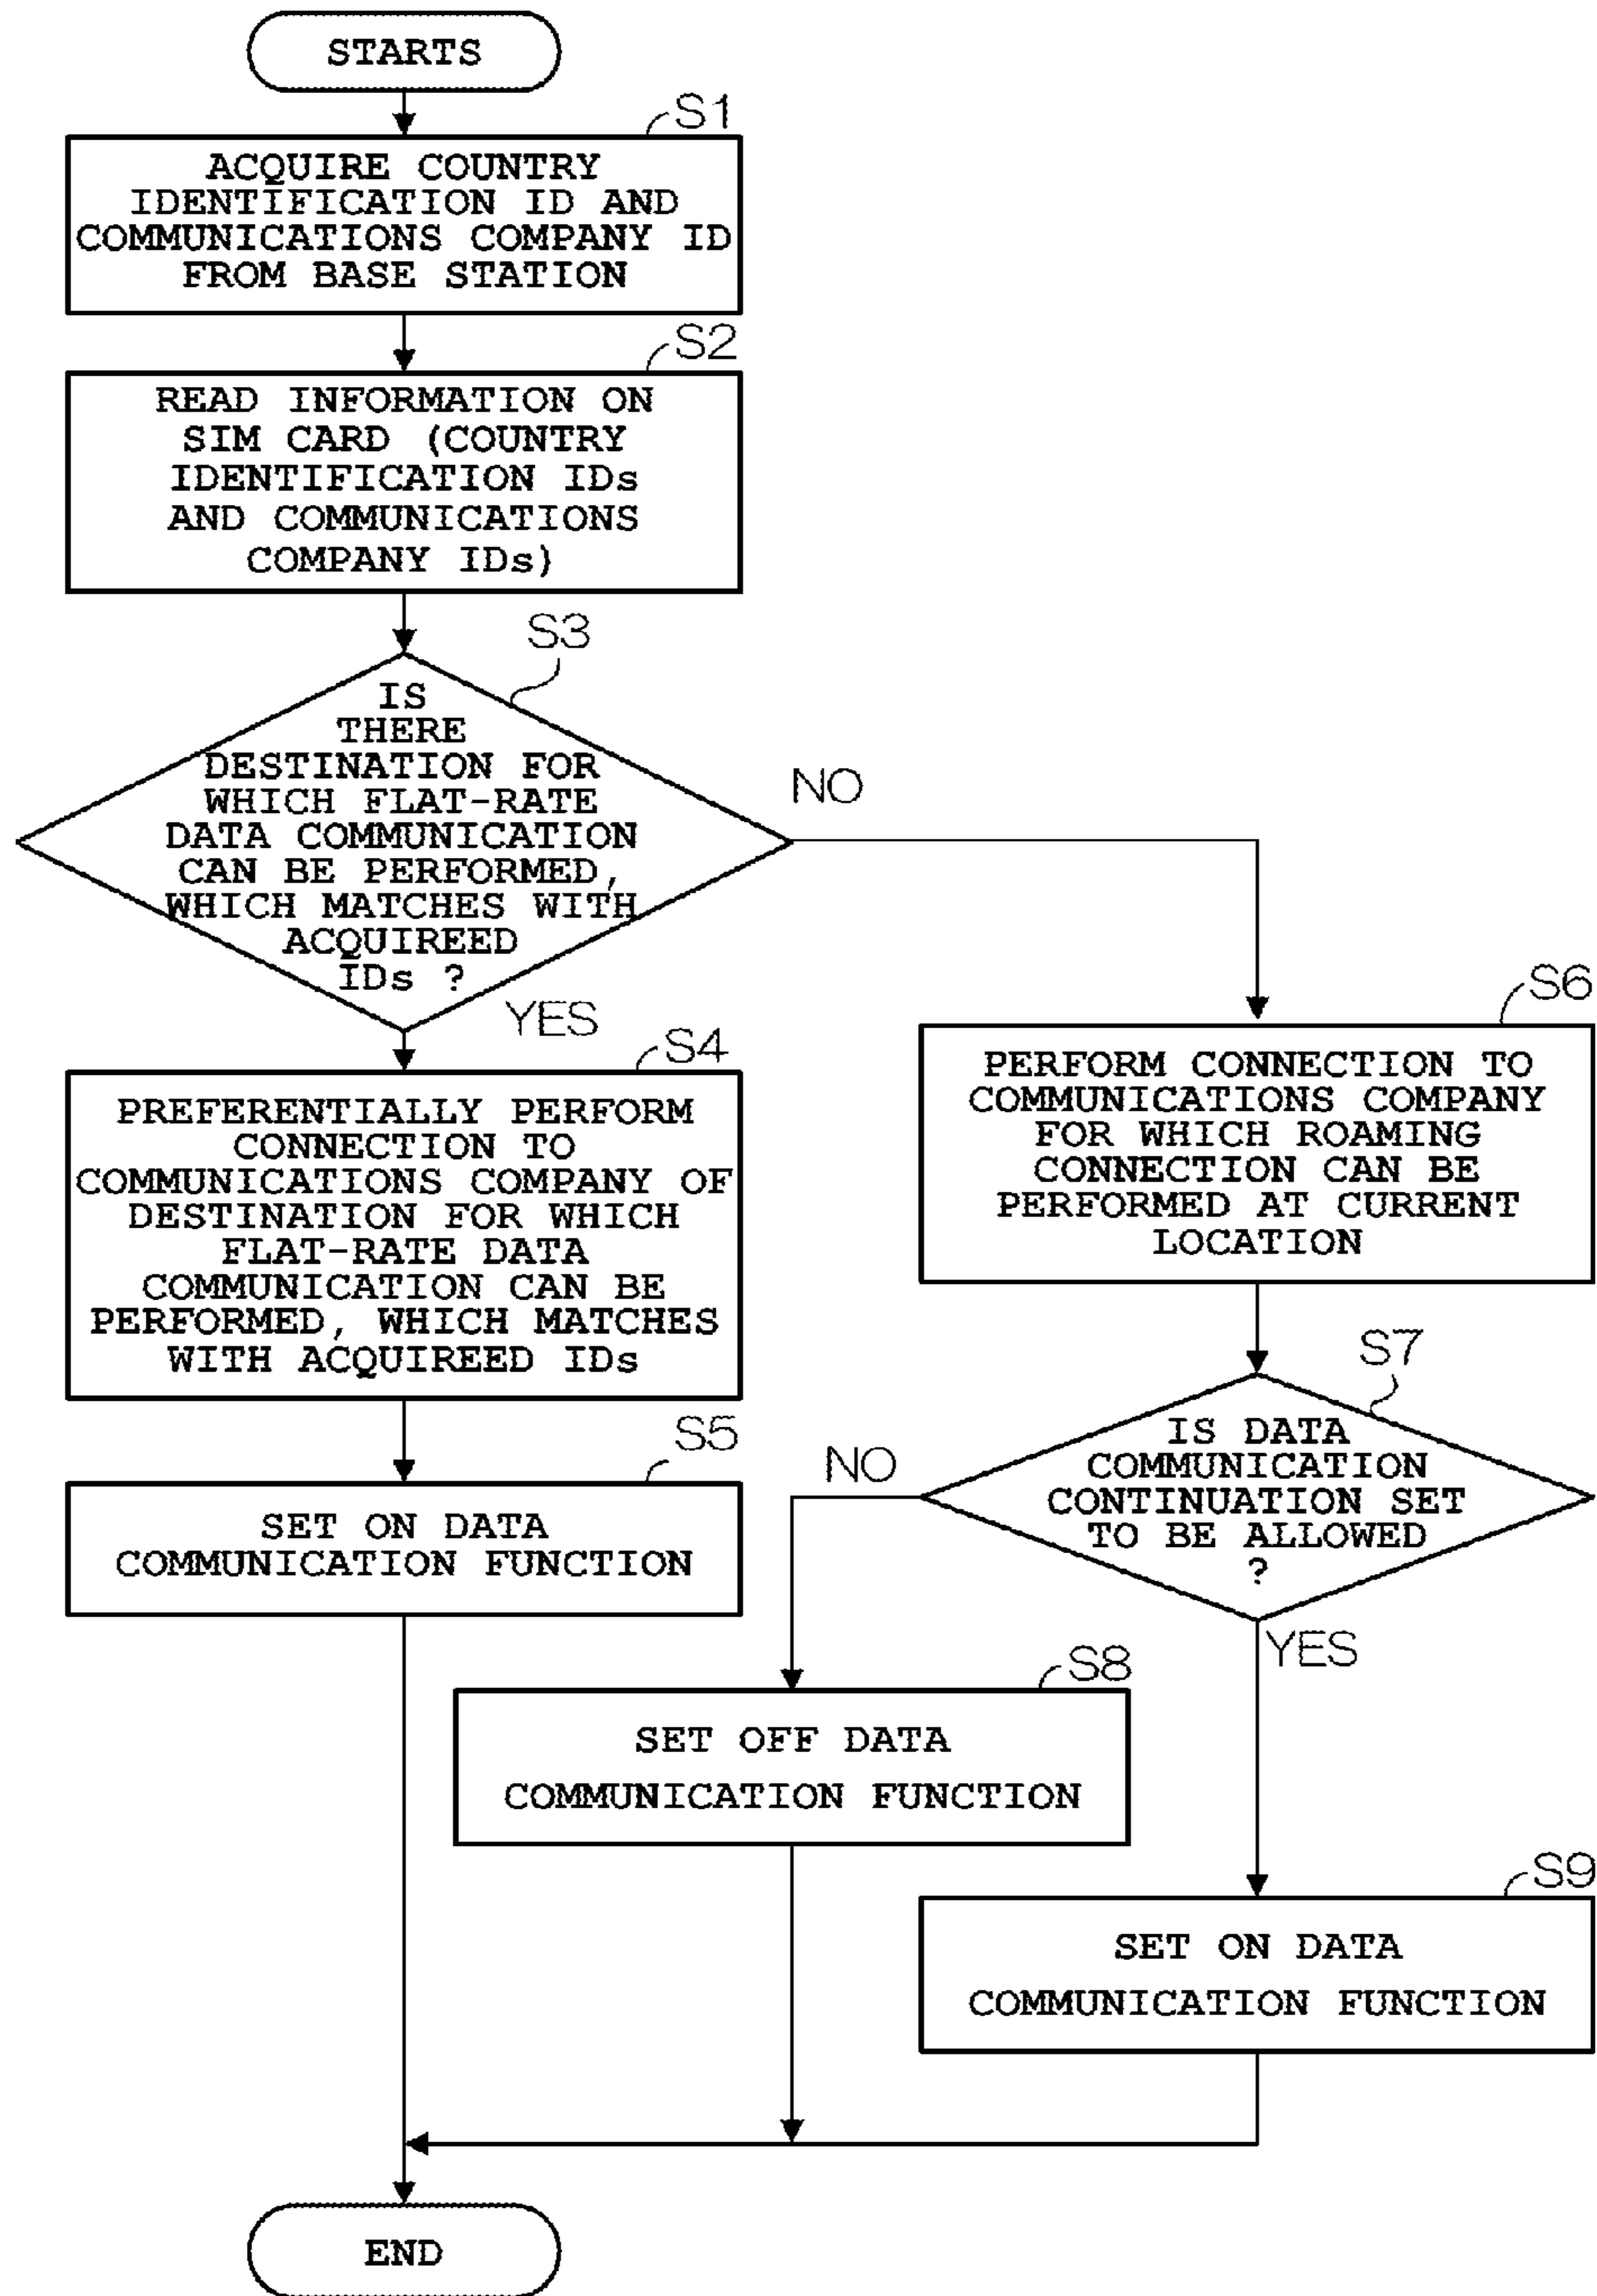 STARTS
S1
ACQUIRE COUNTRY
IDENTIFICATION ID AND
COMMUNICATIONS COMPANY ID
FROM BASE STATION
S2
READ INFORMATION ON
SIM CARD (COUNTRY
IDENTIFICATION IDs
AND COMMUNICATIONS
COMPANY IDs)
S3
IS
THERE
DESTINATION FOR
WHICH FLAT-RATE
DATA COMMUNICATION
CAN BE PERFORMED,
WHICH MATCHES WITH
ACQUIREED
IDs ?
NO
YES
S4
PREFERENTIALLY PERFORM
CONNECTION TO
COMMUNICATIONS COMPANY OF
DESTINATION FOR WHICH
FLAT-RATE DATA
COMMUNICATION CAN BE
PERFORMED, WHICH MATCHES
WITH ACQUIREED IDs
S5
SET ON DATA
COMMUNICATION FUNCTION
S6
PERFORM CONNECTION TO
COMMUNICATIONS COMPANY
FOR WHICH ROAMING
CONNECTION CAN BE
PERFORMED AT CURRENT
LOCATION
S7
IS DATA
COMMUNICATION
CONTINUATION SET
TO BE ALLOWED
?
NO
YES
S8
SET OFF DATA
COMMUNICATION FUNCTION
S9
SET ON DATA
COMMUNICATION FUNCTION
END